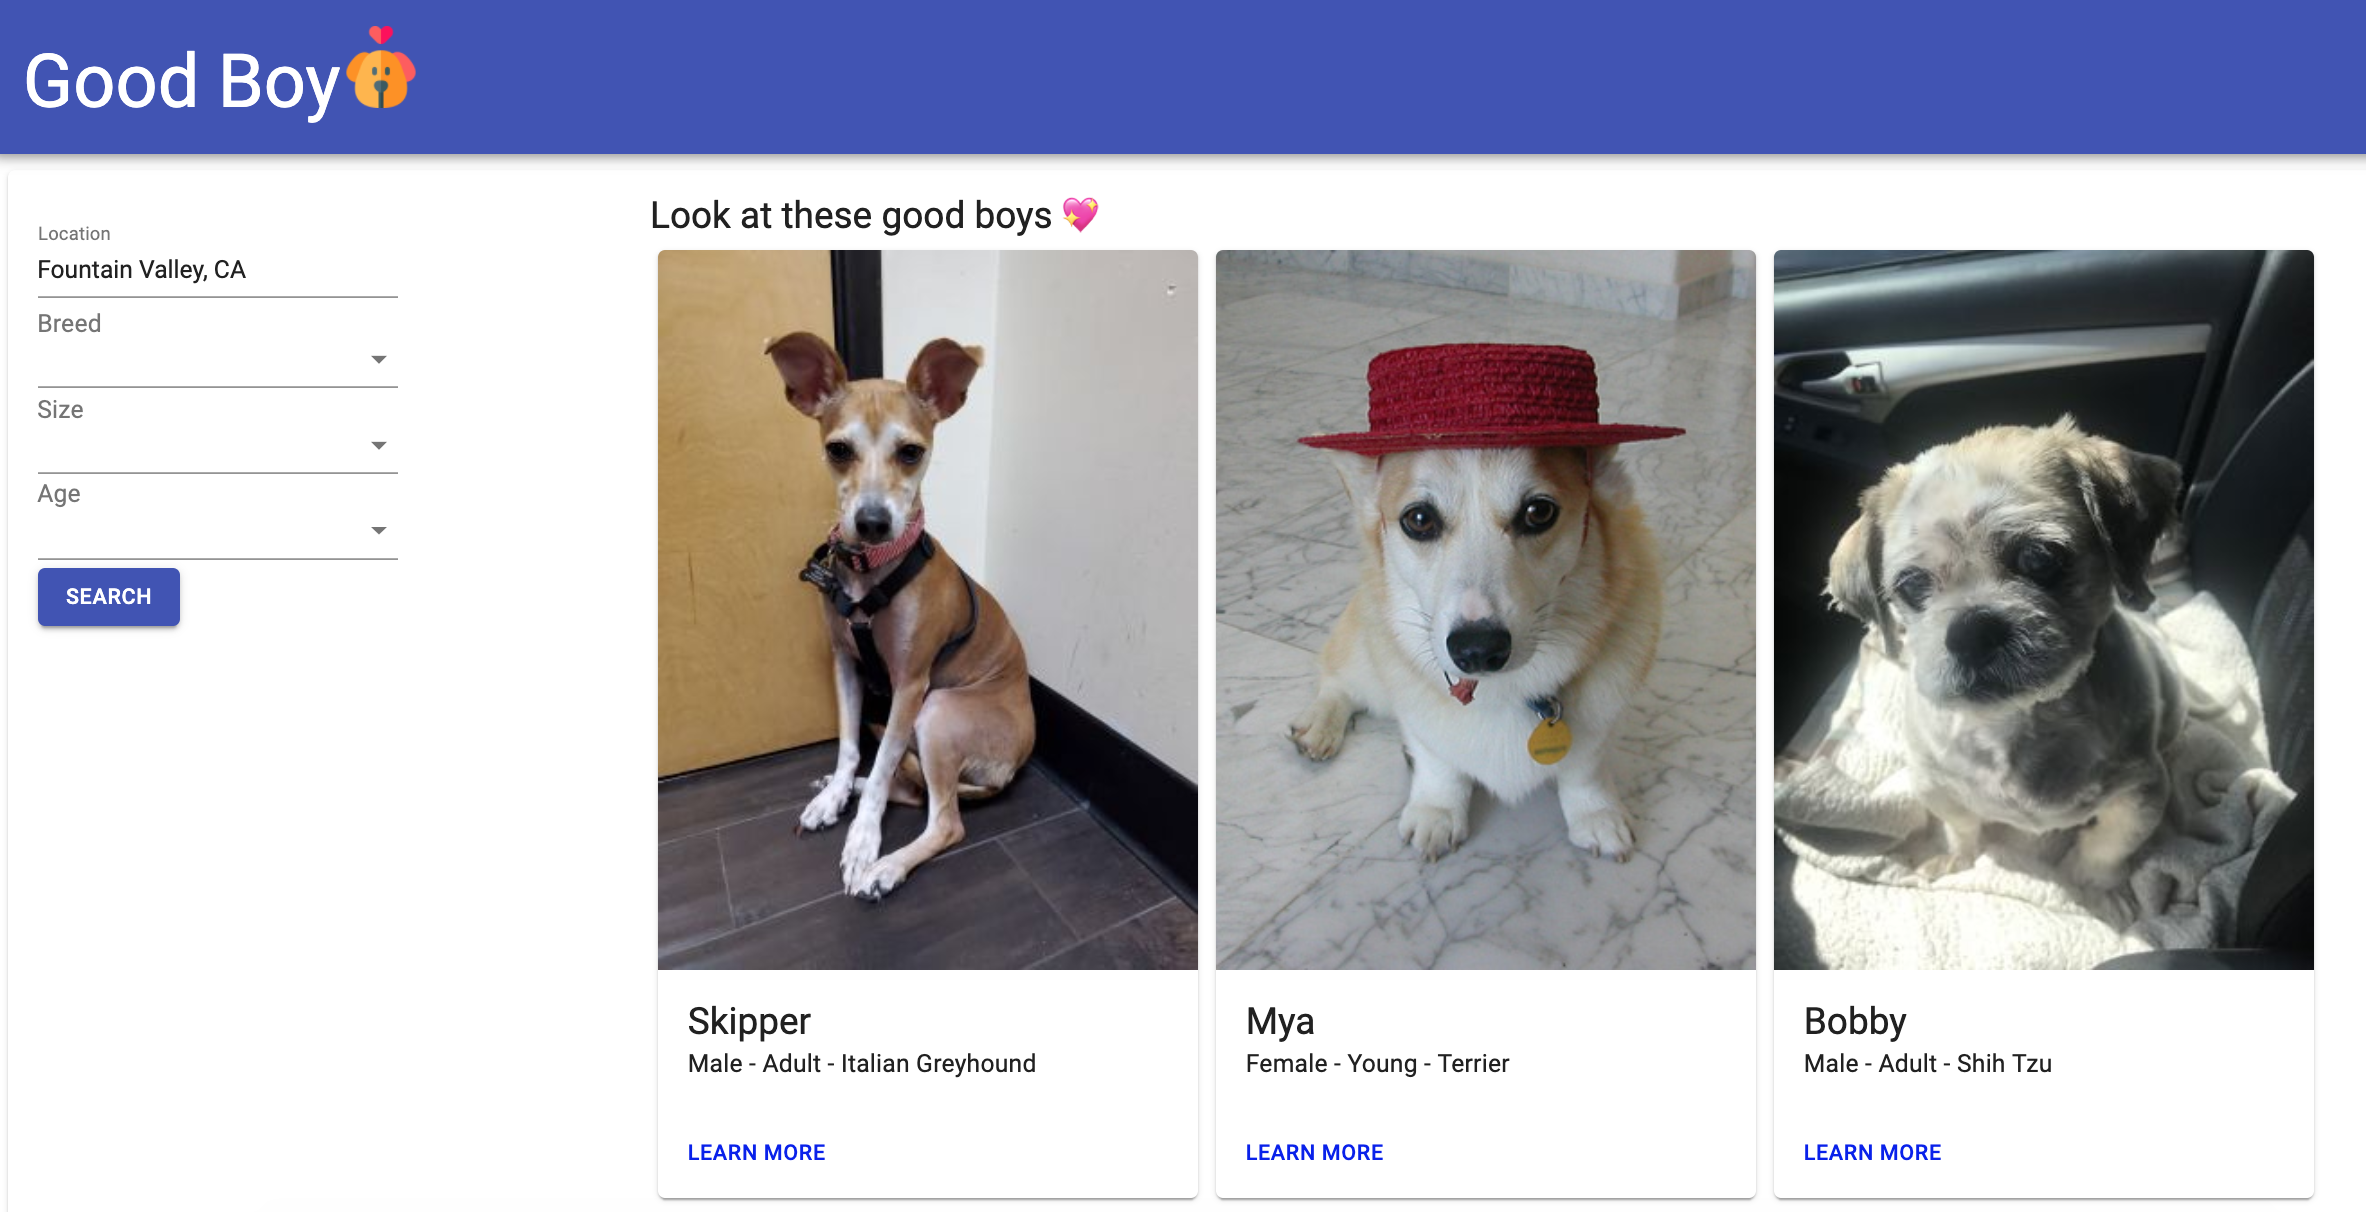 Good Boy
Location
Fountain Valley, CA
Breed
Size
Age
SEARCH
Look at these good boys 💖
Skipper
Male - Adult - Italian Greyhound
LEARN MORE
Mya
Female - Young - Terrier
LEARN MORE
Bobby
Male - Adult - Shih Tzu
LEARN MORE